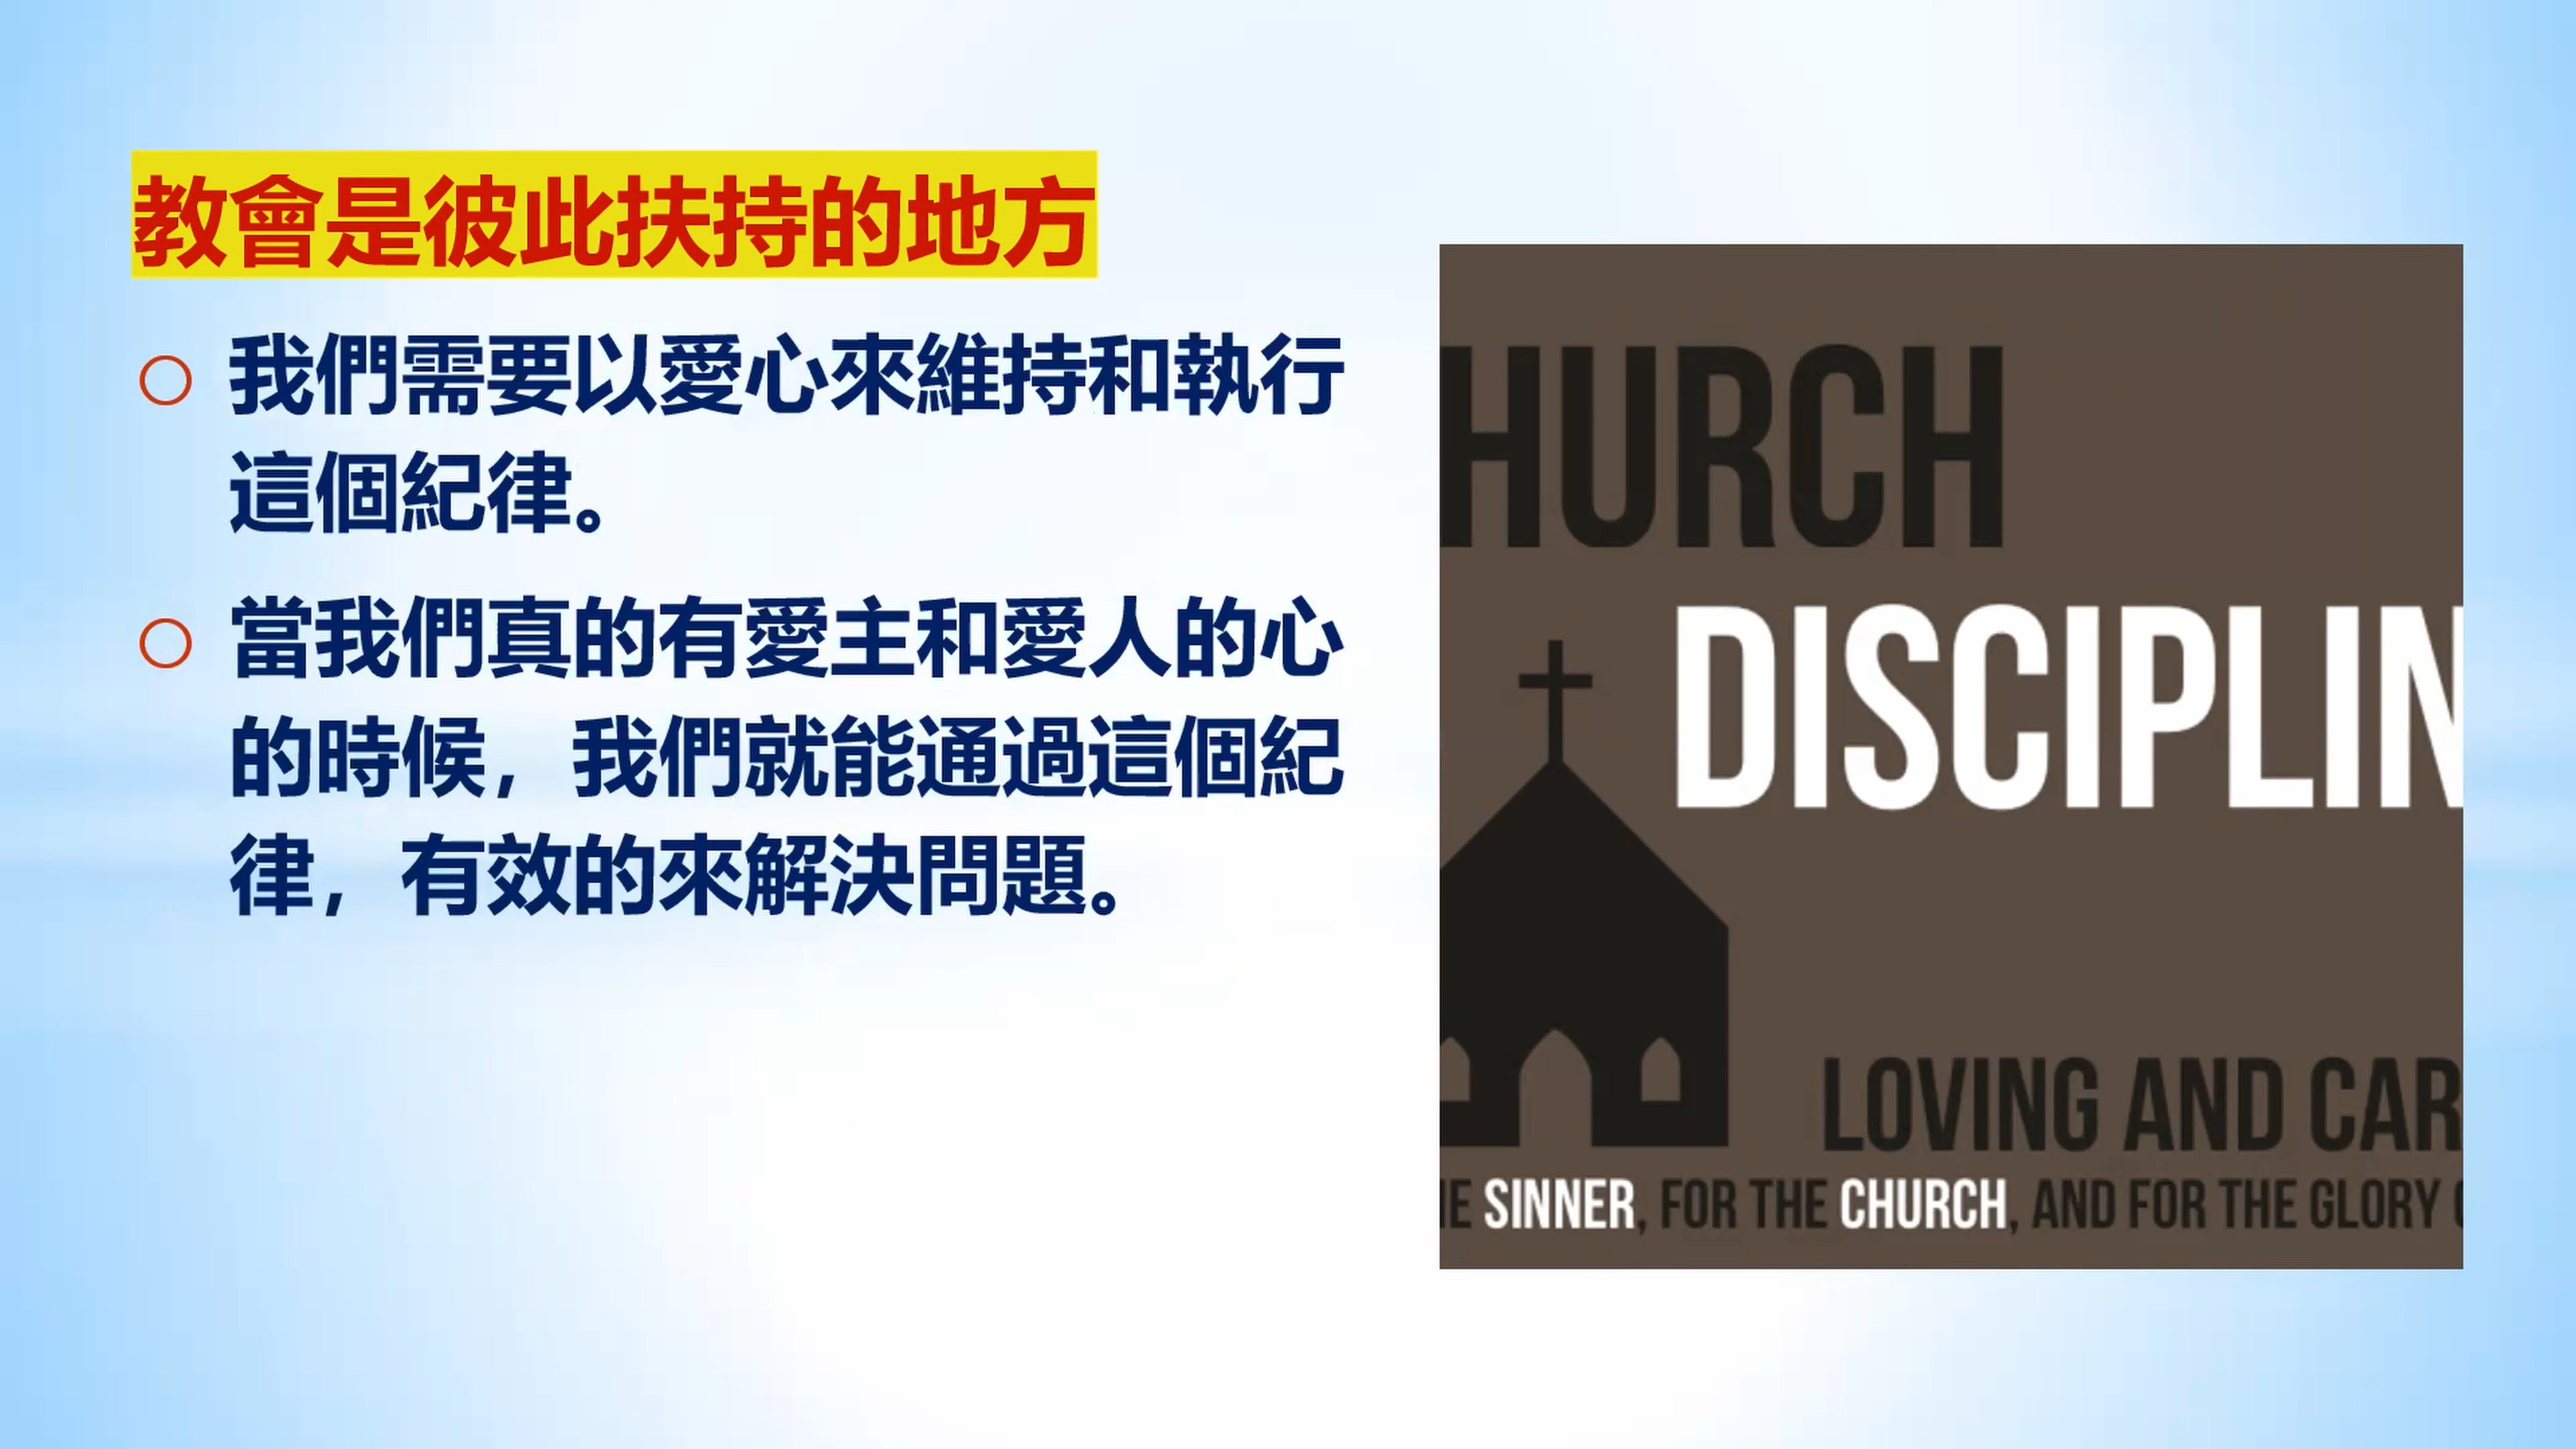 教會是彼此扶持的地方
我們需要以愛心來維持和執行
這個紀律。
當我們真的有愛主和愛人的心
的時候，我們就能通過這個紀
律，有效的來解決問題。
HURCH
DISCIPLIN
LOVING AND CAR
E SINNER, FOR THE CHURCH, AND FOR THE GLORY